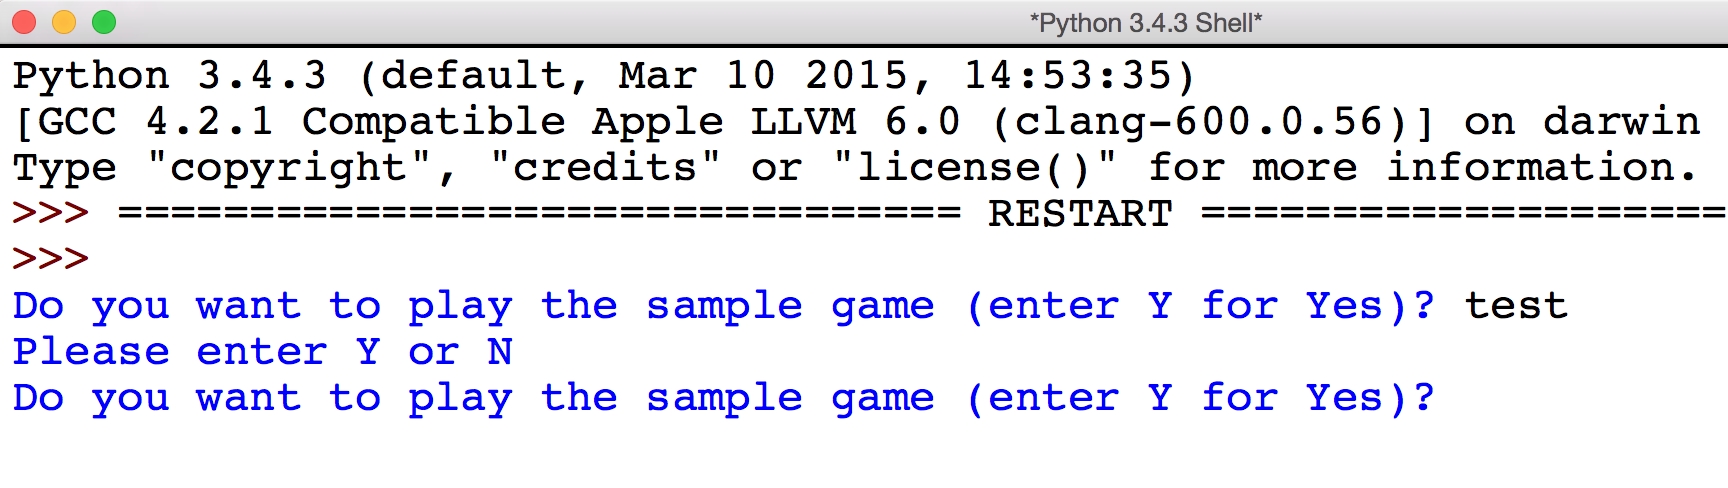 *Python 3.4.3 Shell*
Python 3.4.3 (default, Mar 10 2015, 14:53:35)
[GCC 4.2.1 Compatible Apple LLVM 6.0 (clang-600.0.56)] on darwin
Type "copyright", "credits" or "license()" for more information.
>>> ================================ RESTART ====================
>>>
Do you want to play the sample game (enter Y for Yes)? test
Please enter Y or N
Do you want to play the sample game (enter Y for Yes)?